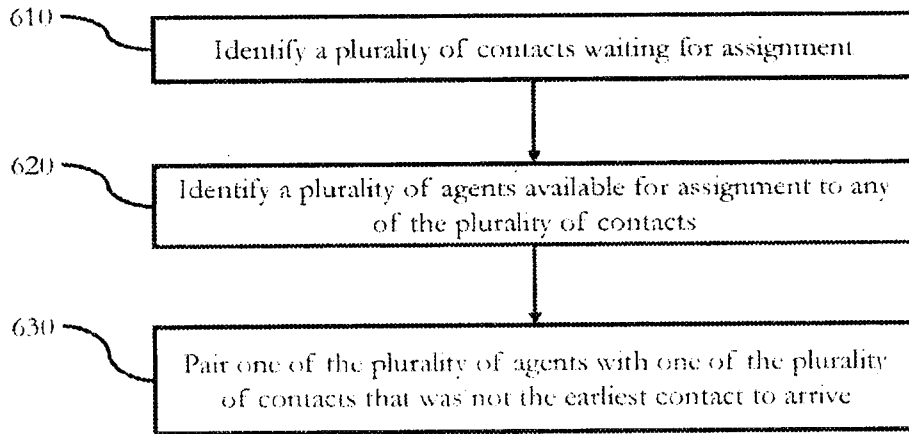 610
Identify a plurality of contacts waiting for assignment
620
Identify a plurality of agents available for assignment to any
of the plurality of contacts
630
Pair one of the plurality of agents with one of the plurality
of contacts that was not the earliest contact to arrive